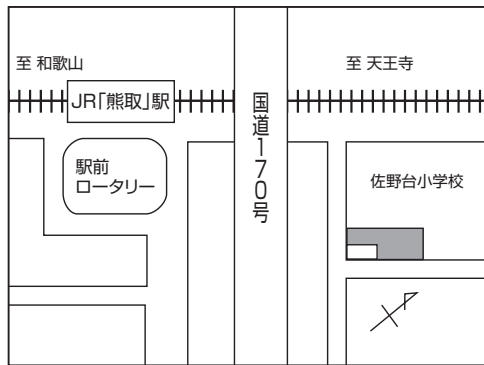 至 和歌山
至 天王寺
JR「熊取」駅
国道170号
駅前
ロータリー
佐野台小学校